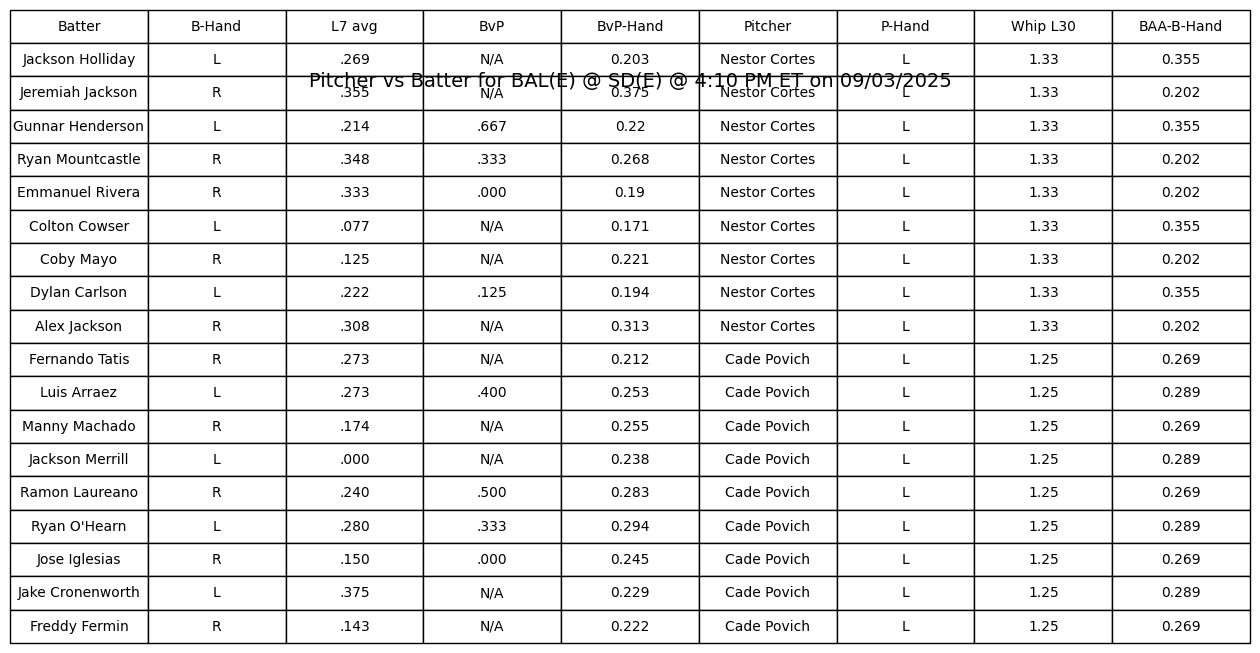 Batter B-Hand L7 avg BvP BvP-Hand Pitcher P-Hand Whip L30 BAA-B-Hand
Jackson Holliday L .269 N/A 0.203 Nestor Cortes L 1.33 0.355
Pitcher vs Batter for BAL(E) @ SD(E) @ 4:10 PM ET on 09/03/2025
Jeremiah Jackson R .355 N/A 0.375 Nestor Cortes L 1.33 0.202
Gunnar Henderson L .214 .667 0.22 Nestor Cortes L 1.33 0.355
Ryan Mountcastle R .348 .333 0.268 Nestor Cortes L 1.33 0.202
Emmanuel Rivera R .333 .000 0.19 Nestor Cortes L 1.33 0.202
Colton Cowser L .077 N/A 0.171 Nestor Cortes L 1.33 0.355
Coby Mayo R .125 N/A 0.221 Nestor Cortes L 1.33 0.202
Dylan Carlson L .222 .125 0.194 Nestor Cortes L 1.33 0.355
Alex Jackson R .308 N/A 0.313 Nestor Cortes L 1.33 0.202
Fernando Tatis R .273 N/A 0.212 Cade Povich L 1.25 0.269
Luis Arraez L .273 .400 0.253 Cade Povich L 1.25 0.289
Manny Machado R .174 N/A 0.255 Cade Povich L 1.25 0.269
Jackson Merrill L .000 N/A 0.238 Cade Povich L 1.25 0.289
Ramon Laureano R .240 .500 0.283 Cade Povich L 1.25 0.269
Ryan O'Hearn L .280 .333 0.294 Cade Povich L 1.25 0.289
Jose Iglesias R .150 .000 0.245 Cade Povich L 1.25 0.269
Jake Cronenworth L .375 N/A 0.229 Cade Povich L 1.25 0.289
Freddy Fermin R .143 N/A 0.222 Cade Povich L 1.25 0.269